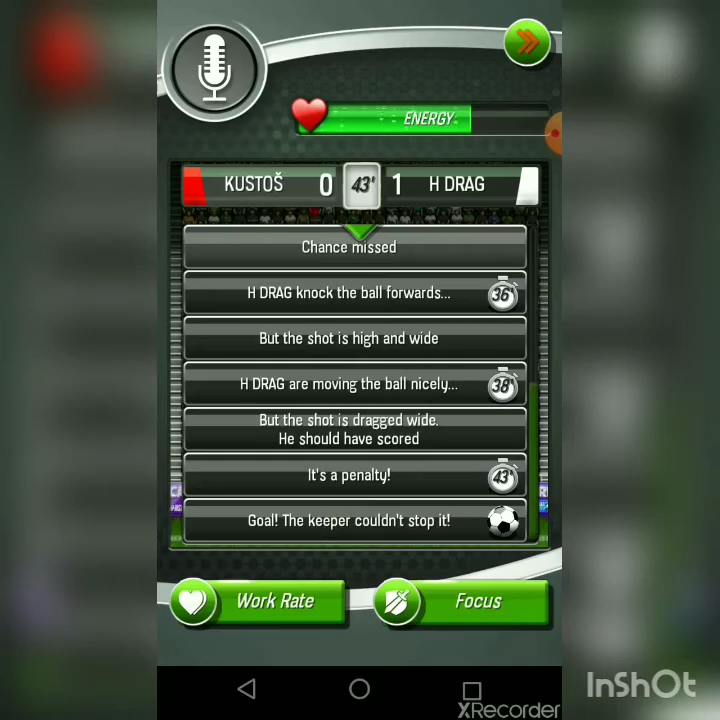 ENERGY
KUSTOŠ 0 43' 1 H DRAG
Chance missed
H DRAG knock the ball forwards... 36'
But the shot is high and wide
H DRAG are moving the ball nicely... 38'
But the shot is dragged wide.
He should have scored
It's a penalty! 43'
Goal! The keeper couldn't stop it!
Work Rate
Focus
InShOt
XRecorder